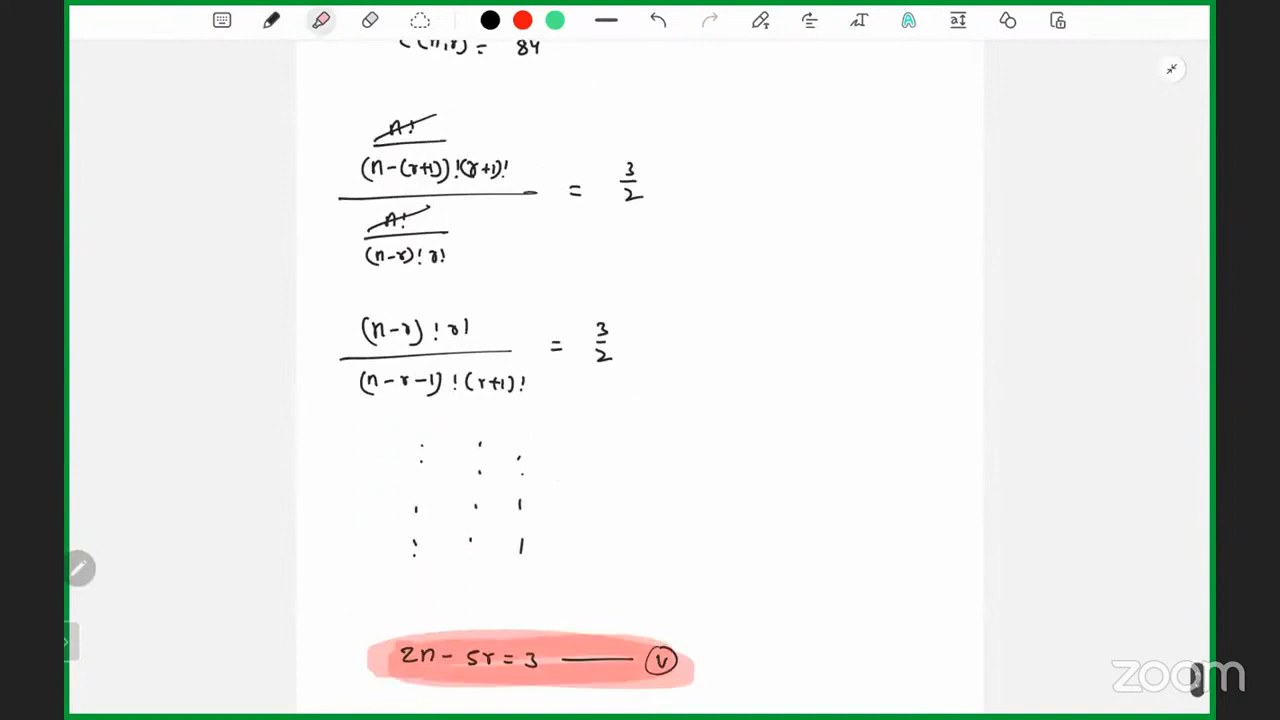 C(n,r) = 84
n!
(n-(r+1))!(r+1)!
= 3/2
n!
(n-r)! r!
(n-r)! r!
= 3/2
(n-r-1)! (r+1)!
2n - 5r = 3 —— (v)
zoom